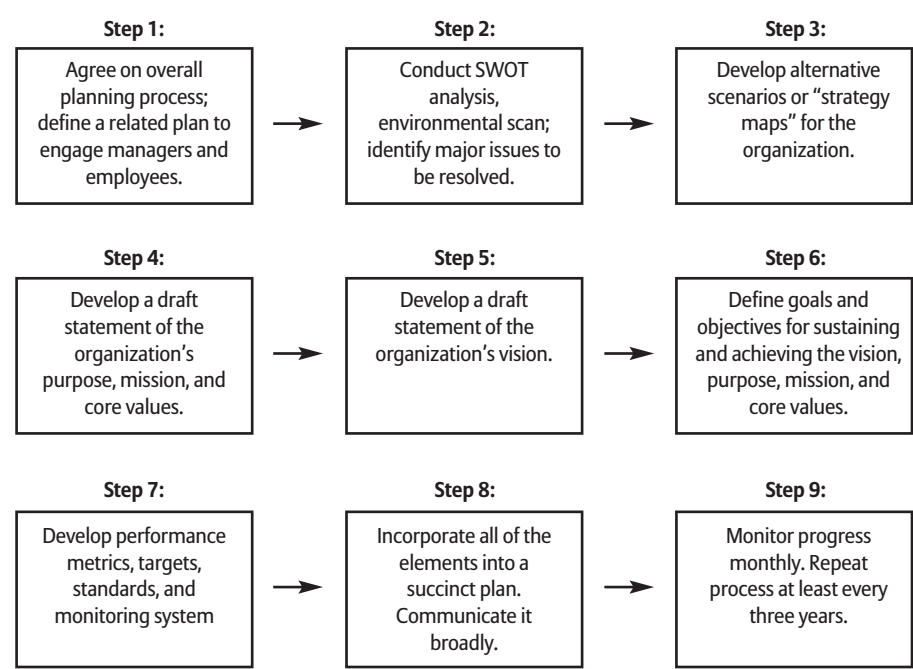 Step 1:
Agree on overall
planning process;
define a related plan to
engage managers and
employees.
Step 2:
Conduct SWOT
analysis,
environmental scan;
identify major issues to
be resolved.
Step 3:
Develop alternative
scenarios or “strategy
maps” for the
organization.
Step 4:
Develop a draft
statement of the
organization’s
purpose, mission, and
core values.
Step 5:
Develop a draft
statement of the
organization’s vision.
Step 6:
Define goals and
objectives for sustaining
and achieving the vision,
purpose, mission, and
core values.
Step 7:
Develop performance
metrics, targets,
standards, and
monitoring system
Step 8:
Incorporate all of the
elements into a
succinct plan.
Communicate it
broadly.
Step 9:
Monitor progress
monthly. Repeat
process at least every
three years.